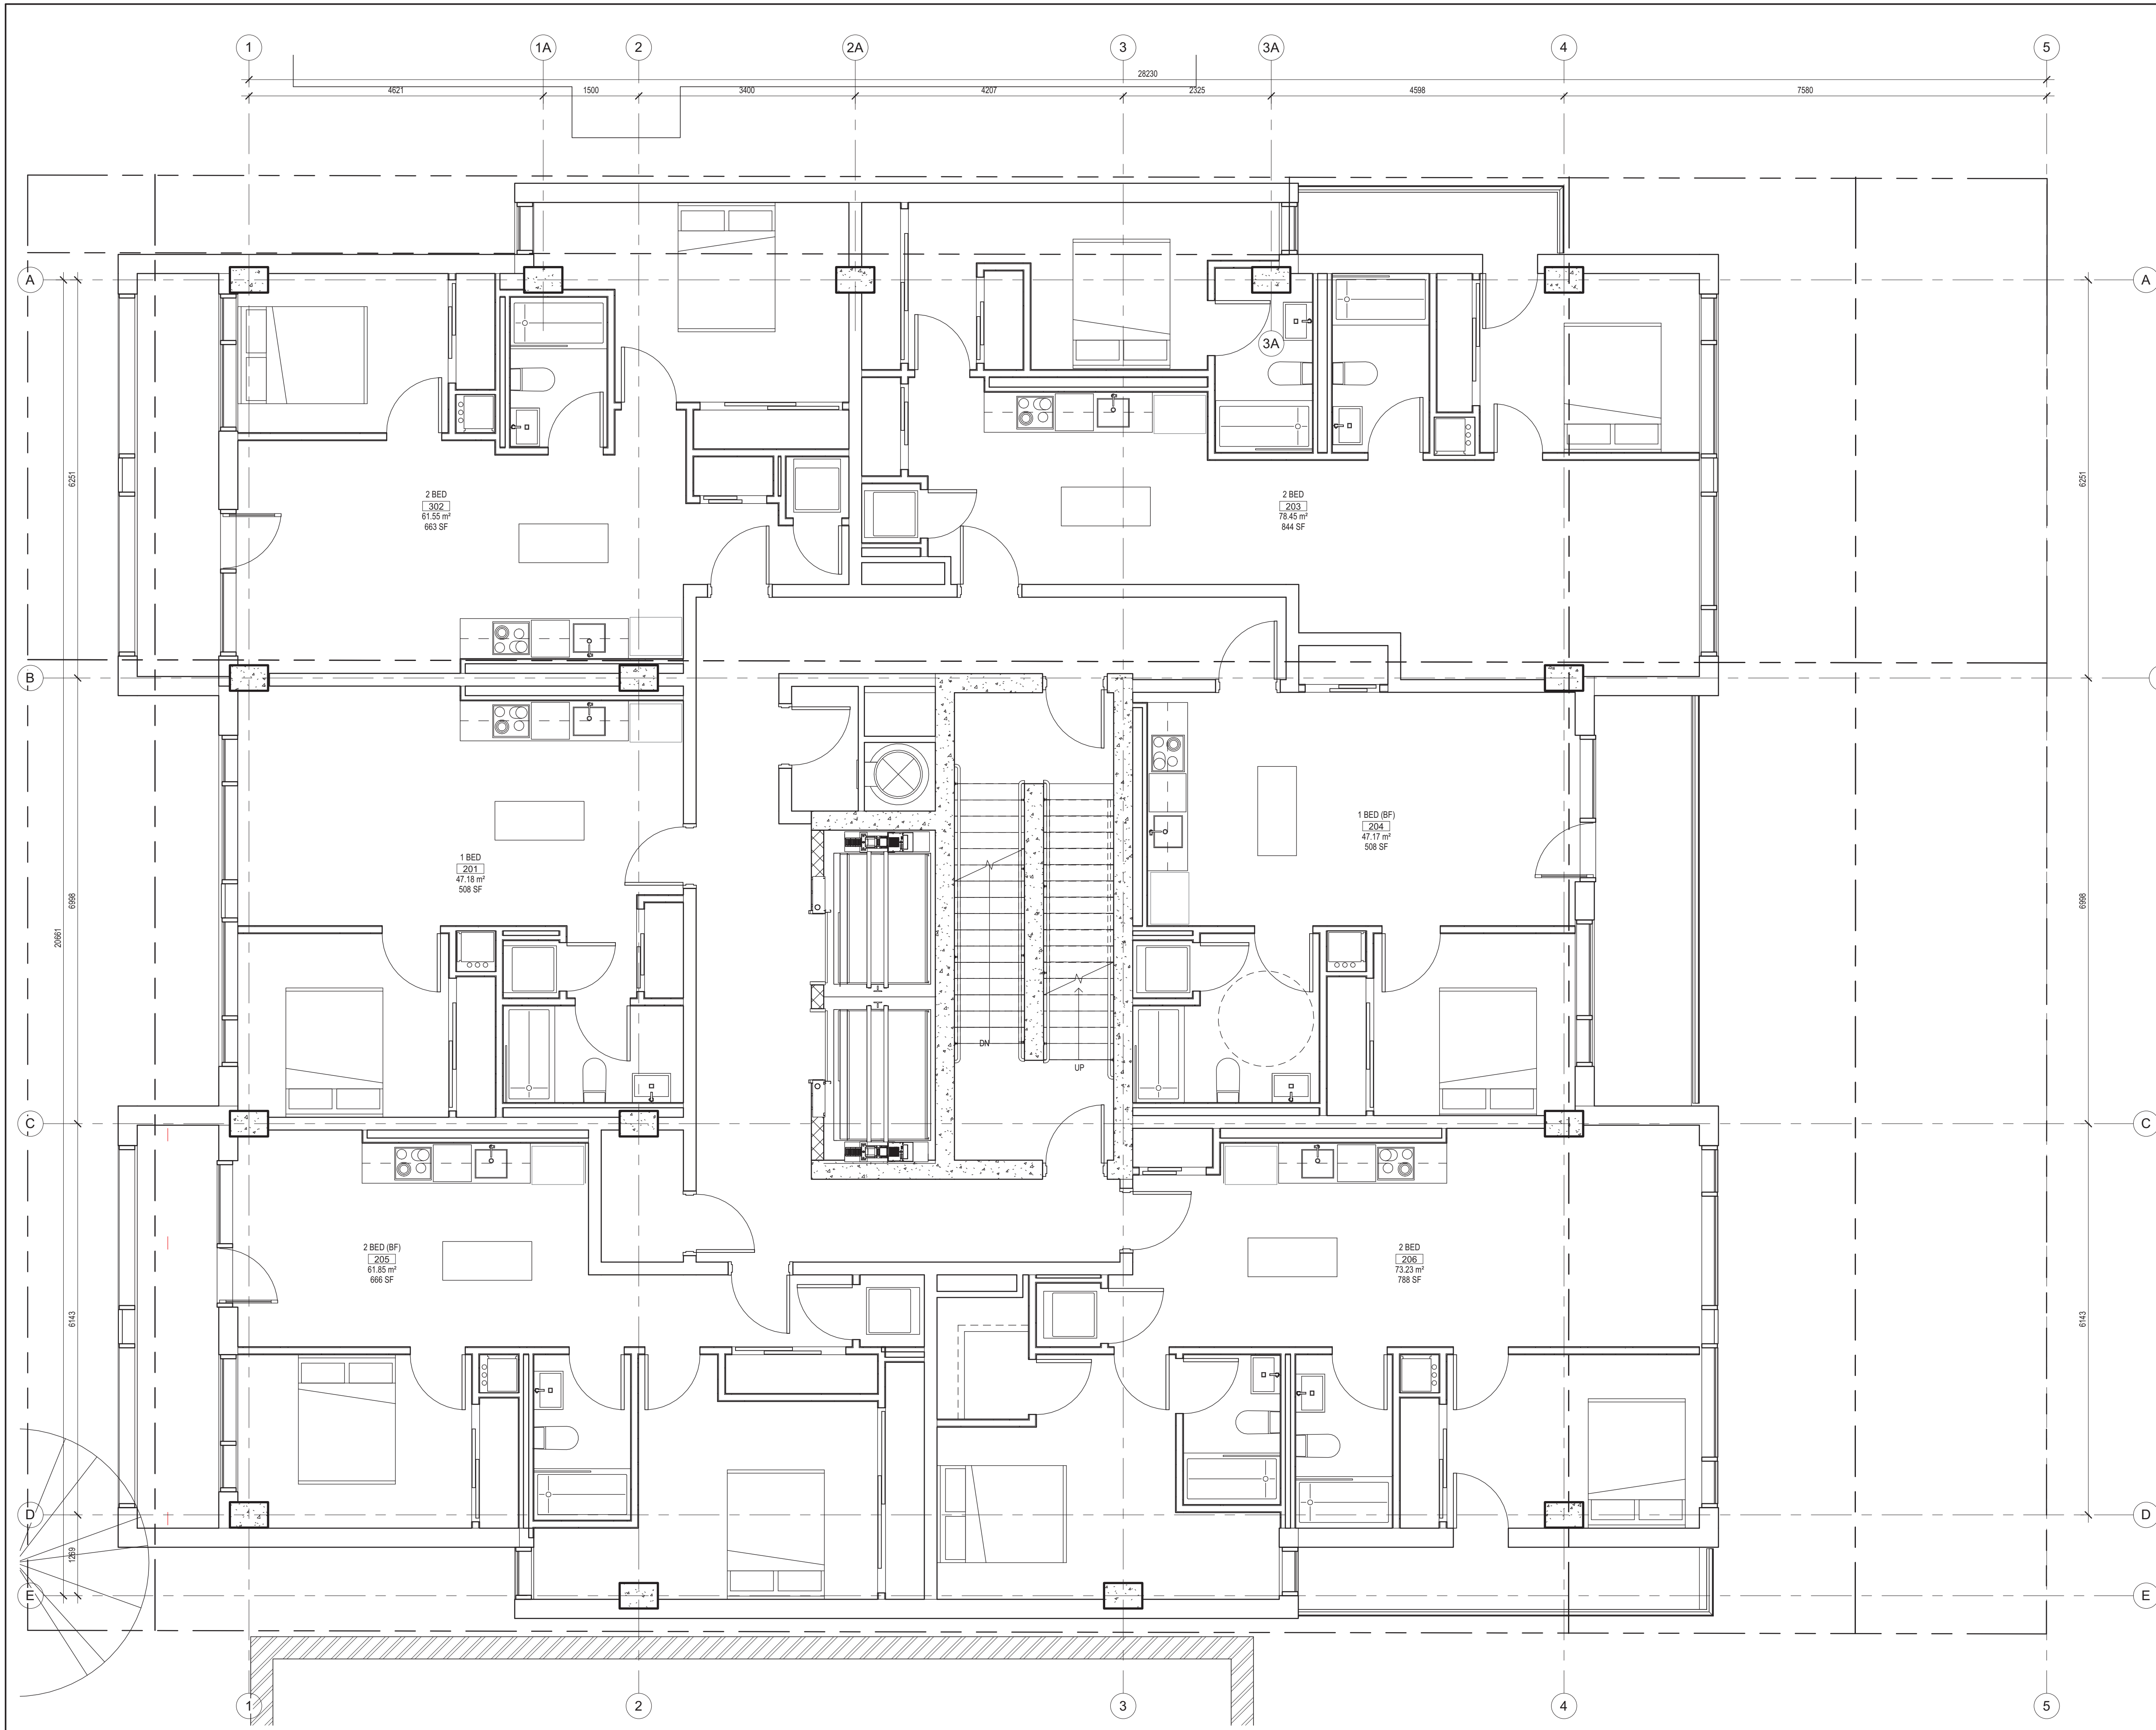 1 1A 2 2A 3 3A 4 5
28230
4621 1500 3400 4207 2325 4598 7580
A A
3A
2 BED
302
61.55 m²
663 SF
2 BED
203
78.45 m²
844 SF
6251 6251
B
1 BED
201
47.18 m²
508 SF
1 BED (BF)
204
47.17 m²
508 SF
6998 6998
20661
DN
UP
C C
2 BED (BF)
205
61.85 m²
666 SF
2 BED
206
73.23 m²
788 SF
6143 6143
D D
1269
E E
1 2 3 4 5